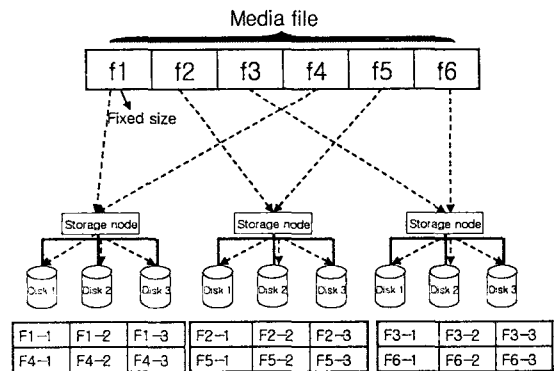 Media file
f1 f2 f3 f4 f5 f6
Fixed size
Storage node Storage node Storage node
Disk 1 Disk 2 Disk 3 Disk 1 Disk 2 Disk 3 Disk 1 Disk 2 Disk 3
F1-1 F1-2 F1-3 F2-1 F2-2 F2-3 F3-1 F3-2 F3-3
F4-1 F4-2 F4-3 F5-1 F5-2 F5-3 F6-1 F6-2 F6-3